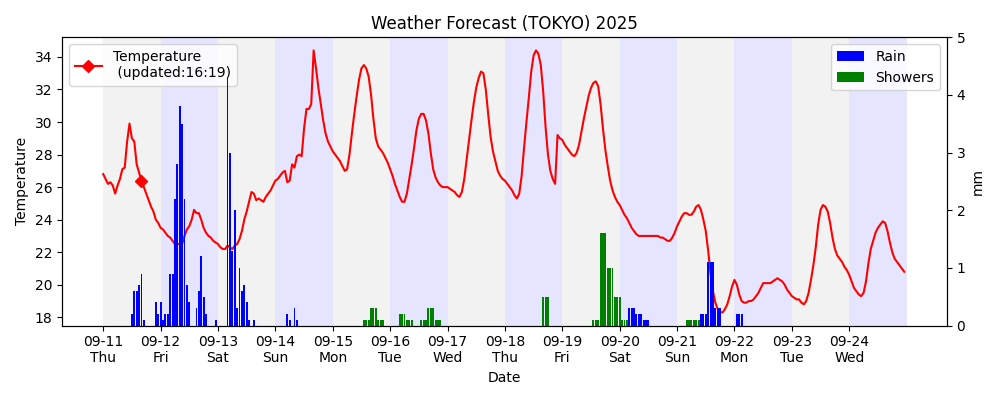 Weather Forecast (TOKYO) 2025
Temperature
(updated:16:19)
Rain
Showers
Temperature
34
32
30
28
26
24
22
20
18
5
4
3
2
1
0
mm
09-11 09-12 09-13 09-14 09-15 09-16 09-17 09-18 09-19 09-20 09-21 09-22 09-23 09-24
Thu Fri Sat Sun Mon Tue Wed Thu Fri Sat Sun Mon Tue Wed
Date